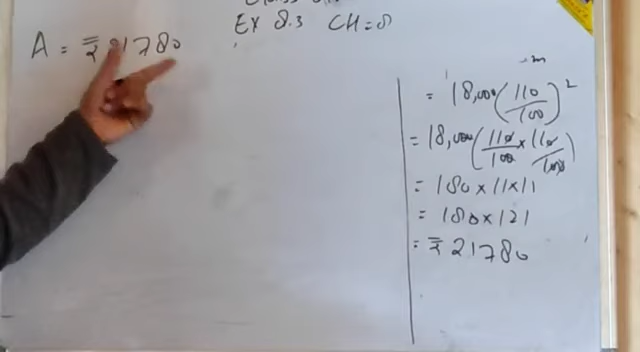 EX 8.3 CH=8
A = ₹21780
= 18,000(110/100)²
= 18,000(110/100 × 110/100)
= 180×11×11
= 180×121
= ₹21780